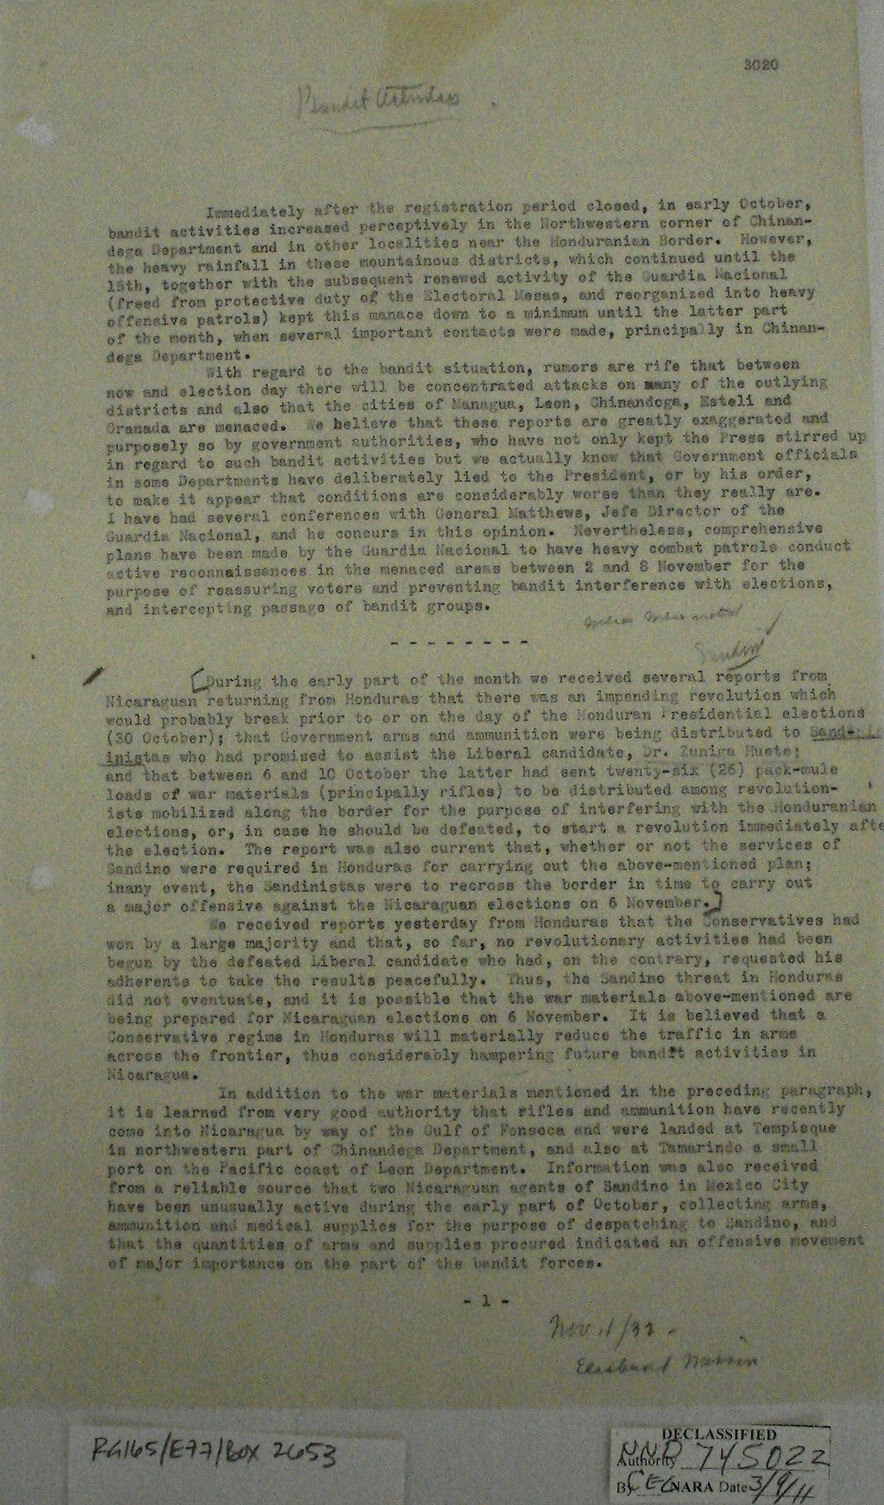 3020
Bandit Activities
Immediately after the registration period closed, in early October,
bandit activities increased perceptively in the Northwestern corner of Chinan-
dega Department and in other localities near the Honduranian Border. However,
the heavy rainfall in these mountainous districts, which continued until the
15th, together with the subsequent renewed activity of the Guardia Nacional
(freed from protective duty of the Electoral Mesas, and reorganized into heavy
offensive patrols) kept this manace down to a minimum until the latter part
of the month, when several important contacts were made, principally in Chinan-
dega Department.
With regard to the bandit situation, rumors are rife that between
now and election day there will be concentrated attacks on many of the outlying
districts and also that the cities of Managua, Leon, Chinandega, Esteli and
Granada are menaced. We believe that these reports are greatly exaggerated and
purposely so by government authorities, who have not only kept the Press stirred up
in regard to such bandit activities but we actually know that Government officials
in some Departments have deliberately lied to the President, or by his order,
to make it appear that conditions are considerably worse than they really are.
I have had several conferences with General Matthews, Jefe Director of the
Guardia Nacional, and he concurs in this opinion. Nevertheless, comprehensive
plans have been made by the Guardia Nacional to have heavy combat patrols conduct
active reconnaissances in the menaced areas between 2 and 8 November for the
purpose of reassuring voters and preventing bandit interference with elections,
and intercepting passage of bandit groups.
- - - - - - - -
[During the early part of the month we received several reports from
Nicaraguan returning from Honduras that there was an impending revolution which
would probably break prior to or on the day of the Honduran Presidential elections
(30 October); that Government arms and ammunition were being distributed to Sand-
inistas who had promised to assist the Liberal candidate, Dr. Zuniga Huete;
and that between 6 and 10 October the latter had sent twenty-six (26) pack-mule
loads of war materials (principally rifles) to be distributed among revolution-
ists mobilized along the border for the purpose of interfering with the Honduranian
elections, or, in case he should be defeated, to start a revolution immediately afte
the election. The report was also current that, whether or not the services of
Sandino were required in Honduras for carrying out the above-mentioned plan;
inany event, the Sandinistas were to recross the border in time to carry out
a major offensive against the Nicaraguan elections on 6 November.]
We received reports yesterday from Honduras that the Conservatives had
won by a large majority and that, so far, no revolutionary activities had been
begun by the defeated Liberal candidate who had, on the contrary, requested his
adherents to take the results peacefully. Thus, the Sandino threat in Honduras
did not eventuate, and it is possible that the war materials above-mentioned are
being prepared for Nicaraguan elections on 6 November. It is believed that a
Conservative regime in Honduras will materially reduce the traffic in arms
across the frontier, thus considerably hampering future bandit activities in
Nicaragua.
In addition to the war materials mentioned in the preceding paragraph,
it is learned from very good authority that rifles and ammunition have recently
come into Nicaragua by way of the Gulf of Fonseca and were landed at Tempisque
in northwestern part of Chinandega Department, and also at Tamarindo a small
port on the Pacific coast of Leon Department. Information was also received
from a reliable source that two Nicaraguan agents of Sandino in Mexico City
have been unusually active during the early part of October, collecting arms,
ammunition and medical supplies for the purpose of despatching to Sandino, and
that the quantities of arms and supplies procured indicated an offensive movement
of major importance on the part of the bandit forces.
- 1 -
Nov. 1/32 -
Electoral Mission
RG165/E77/Box 2653
DECLASSIFIED
Authority NND 745022
By CEC NARA Date 3/9/11